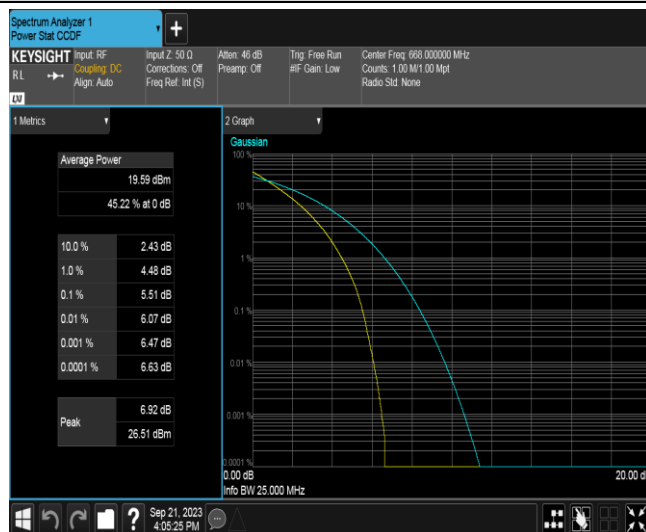 Spectrum Analyzer 1
Power Stat CCDF
+
KEYSIGHT
RL
LXI
Input: RF
Coupling: DC
Align: Auto
Input Z: 50 Ω
Corrections: Off
Freq Ref: Int (S)
Atten: 46 dB
Preamp: Off
Trig: Free Run
#IF Gain: Low
Center Freq: 668.000000 MHz
Counts: 1.00 M/1.00 Mpt
Radio Std: None
1 Metrics
Average Power
19.59 dBm
45.22 % at 0 dB
10.0 % 2.43 dB
1.0 % 4.48 dB
0.1 % 5.51 dB
0.01 % 6.07 dB
0.001 % 6.47 dB
0.0001 % 6.63 dB
Peak
6.92 dB
26.51 dBm
2 Graph
Gaussian
100 %
10 %
1 %
0.1 %
0.01 %
0.001 %
0.0001 %
0.00 dB
20.00 d
Info BW 25.000 MHz
?
Sep 21, 2023
4:05:25 PM